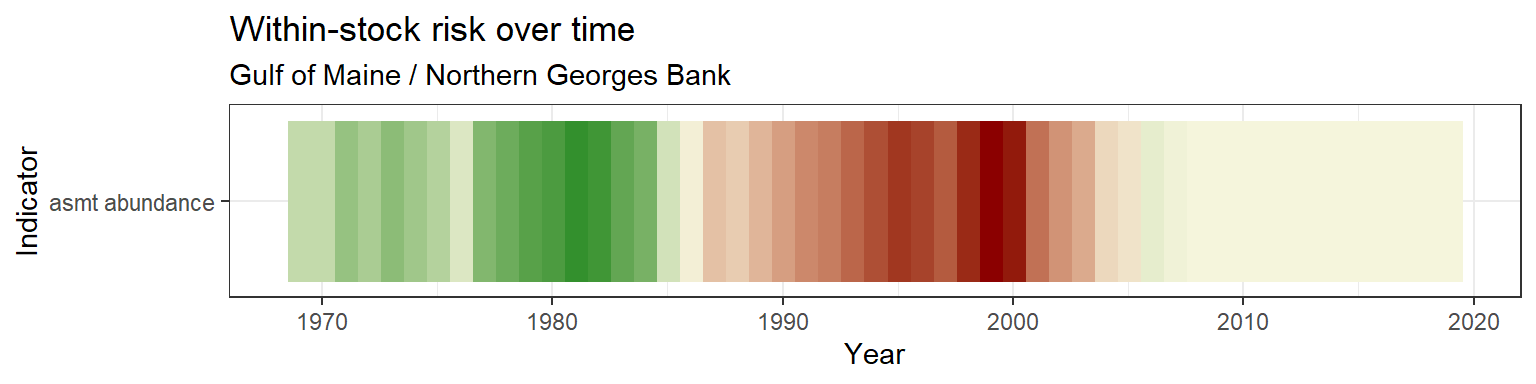 Within-stock risk over time
Gulf of Maine / Northern Georges Bank
Indicator
asmt abundance
1970 1980 1990 2000 2010 2020
Year